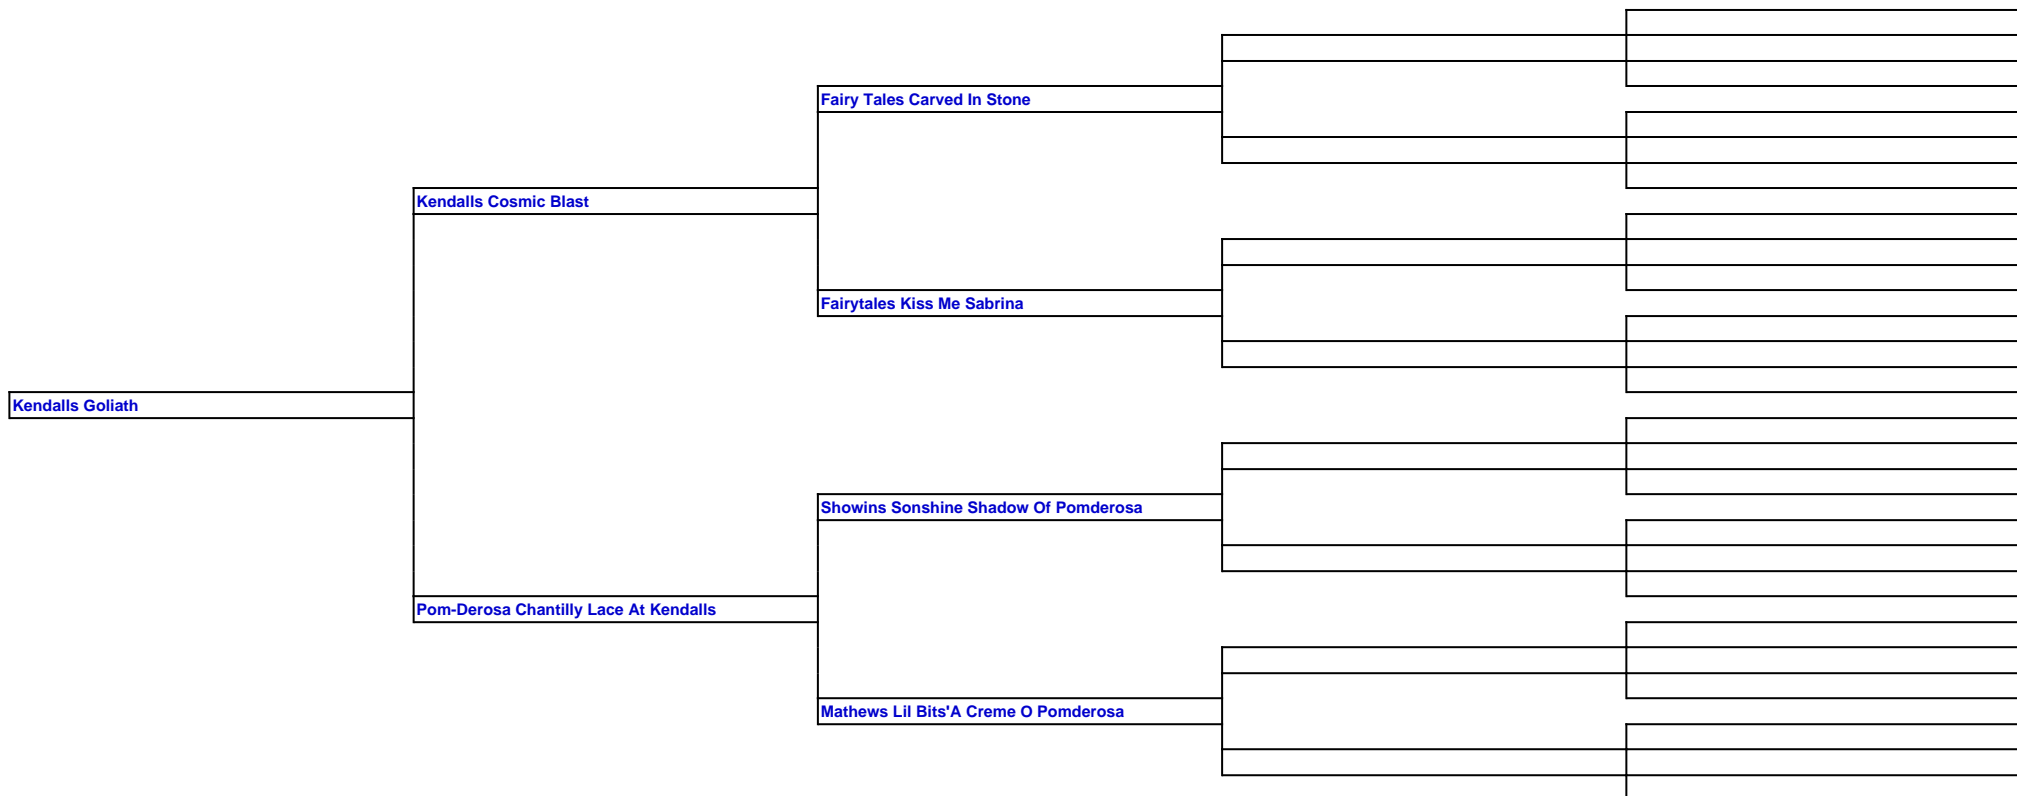 Fairy Tales Carved In Stone
Kendalls Cosmic Blast
Fairytales Kiss Me Sabrina
Kendalls Goliath
Showins Sonshine Shadow Of Pomderosa
Pom-Derosa Chantilly Lace At Kendalls
Mathews Lil Bits'A Creme O Pomderosa